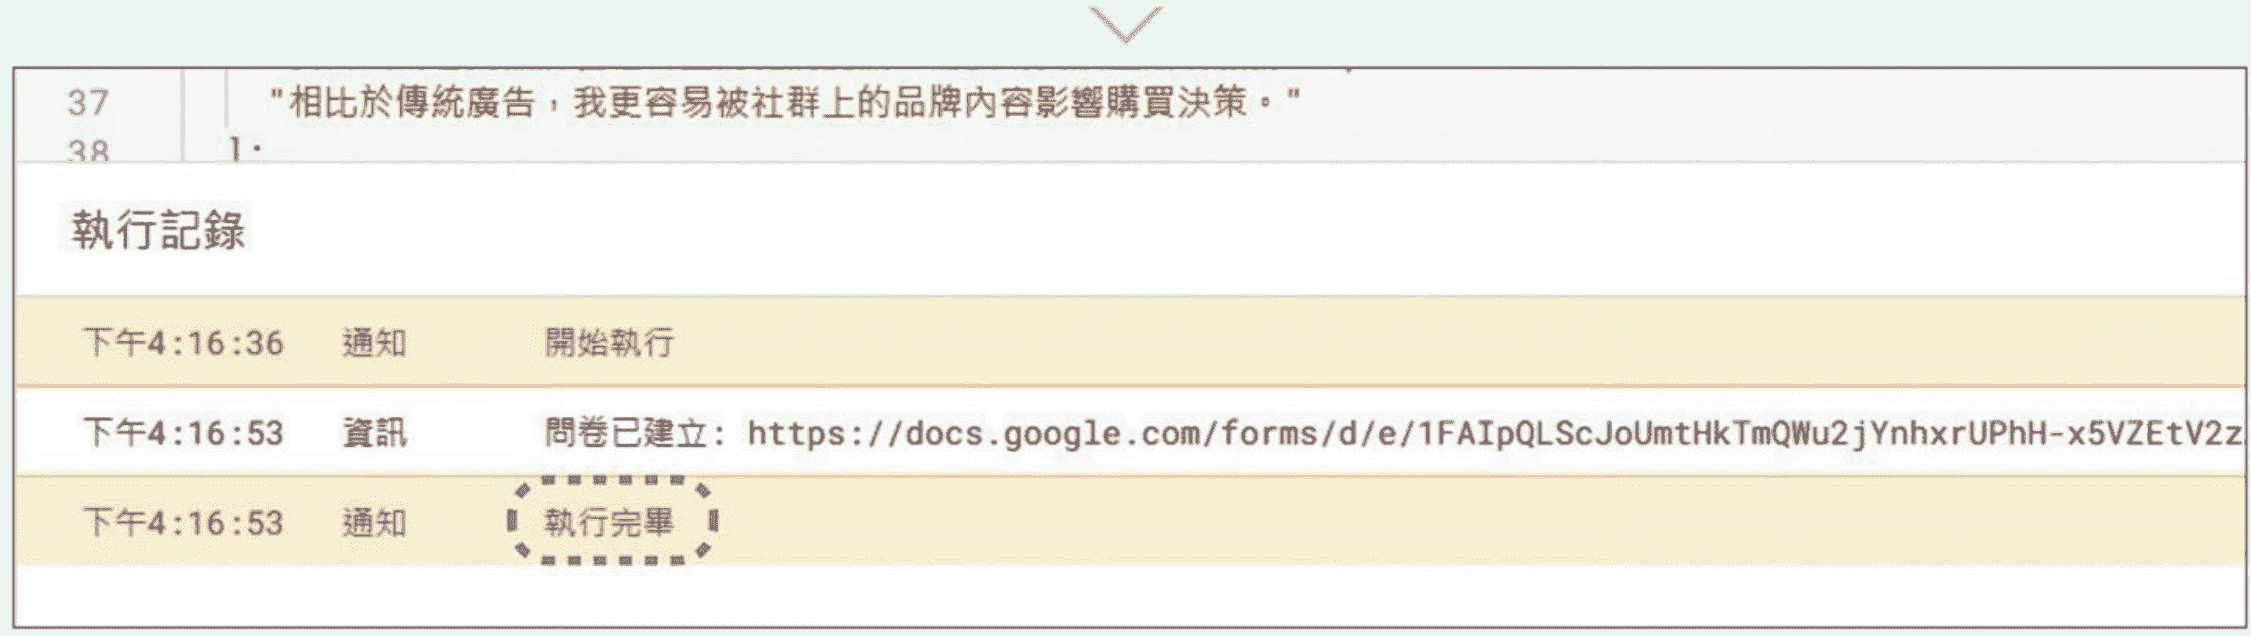 37 "相比於傳統廣告，我更容易被社群上的品牌內容影響購買決策。"
38 ];
執行記錄
下午4:16:36 通知 開始執行
下午4:16:53 資訊 問卷已建立: https://docs.google.com/forms/d/e/1FAIpQLScJoUmtHkTmQWu2jYnhxrUPhH-x5VZEtV2z
下午4:16:53 通知 執行完畢